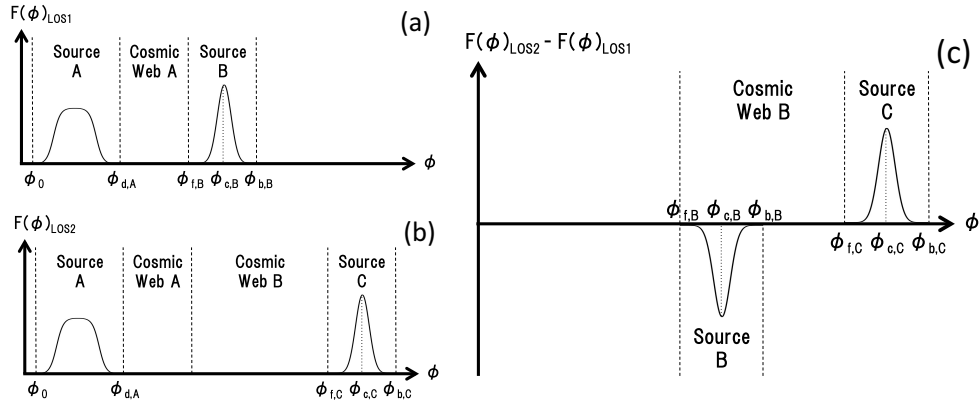 F(ϕ)LOS1
(a)
Source
A
Cosmic
Web A
Source
B
ϕ
ϕ0 ϕd,A ϕf,B ϕc,B ϕb,B
F(ϕ)LOS2
(b)
Source
A
Cosmic
Web A
Cosmic
Web B
Source
C
ϕ
ϕ0 ϕd,A ϕf,C ϕc,C ϕb,C
F(ϕ)LOS2 - F(ϕ)LOS1
(c)
Cosmic
Web B
Source
C
ϕf,B ϕc,B ϕb,B
ϕ
ϕf,C ϕc,C ϕb,C
Source
B